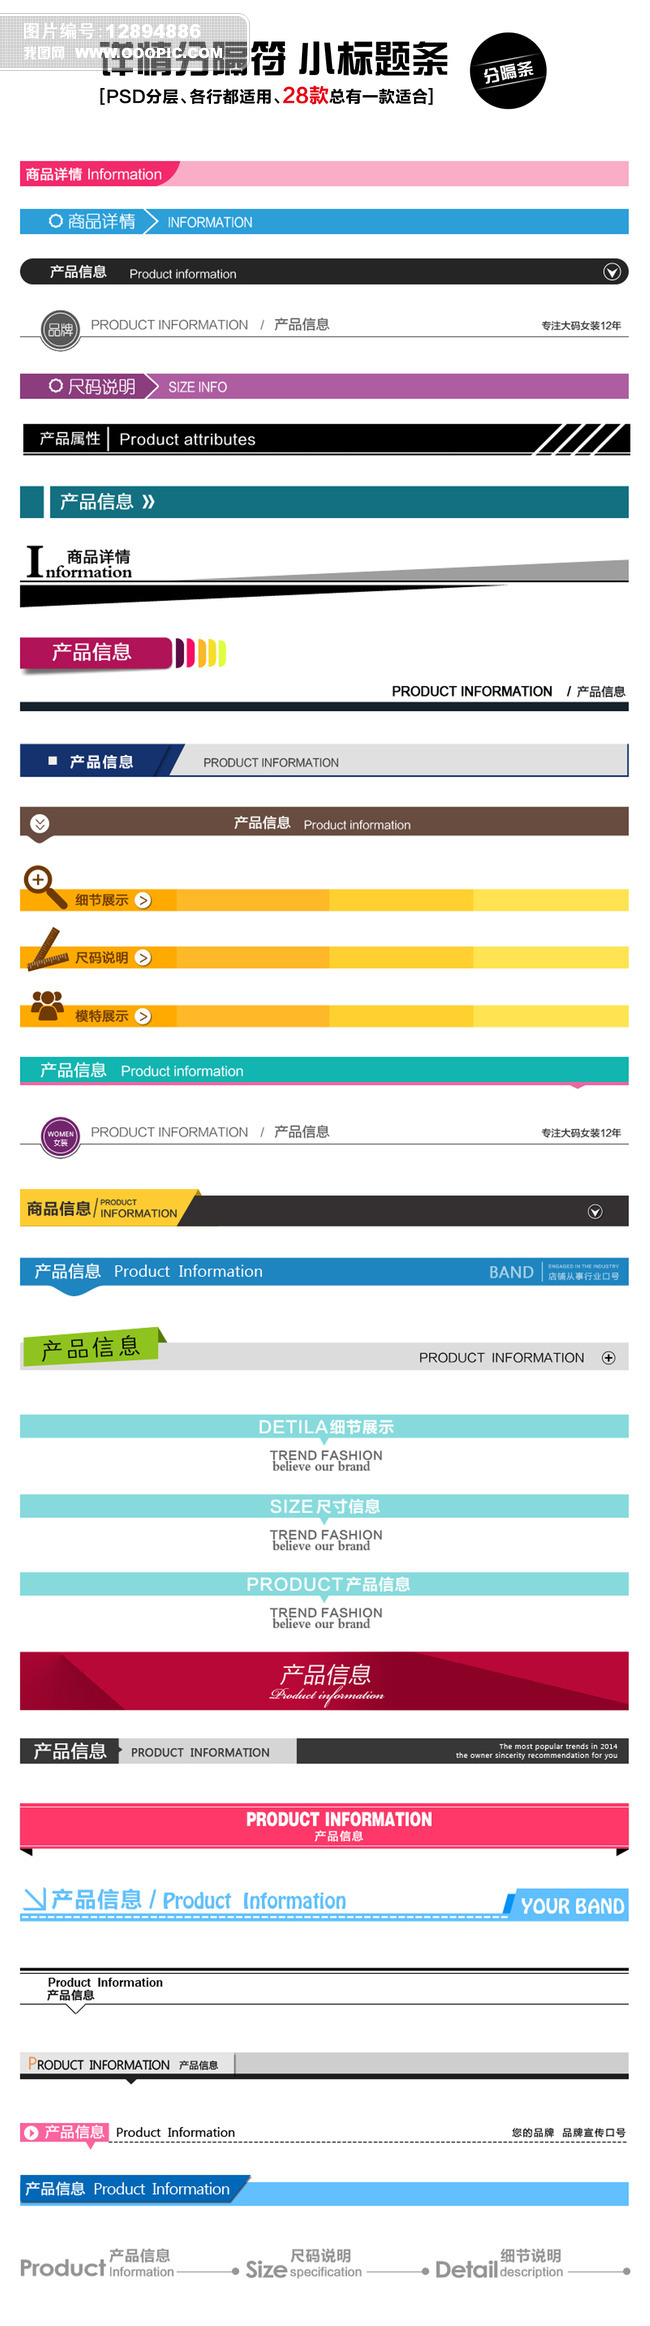 图片编号:12894886
我图网 WWW.OOOPIC.COM
详情分隔符 小标题条
分隔条
[PSD分层、各行都适用、28款总有一款适合]
商品详情 Information
商品详情 INFORMATION
产品信息 Product information
品牌 PRODUCT INFORMATION / 产品信息 专注大码女装12年
尺码说明 SIZE INFO
产品属性 Product attributes
产品信息
商品详情
Information
产品信息
PRODUCT INFORMATION / 产品信息
产品信息 PRODUCT INFORMATION
产品信息 Product information
细节展示
尺码说明
模特展示
产品信息 Product information
WOMEN
女装
PRODUCT INFORMATION / 产品信息 专注大码女装12年
商品信息/PRODUCT
INFORMATION
产品信息 Product Information BAND
ENGAGED IN THE INDUSTRY
店铺从事行业口号
产品信息 PRODUCT INFORMATION
DETILA细节展示
TREND FASHION
believe our brand
SIZE尺寸信息
TREND FASHION
believe our brand
PRODUCT产品信息
TREND FASHION
believe our brand
产品信息
Product information
产品信息 PRODUCT INFORMATION
The most popular trends in 2014
the owner sincerity recommendation for you
PRODUCT INFORMATION
产品信息
产品信息 / Product Information YOUR BAND
Product Information
产品信息
PRODUCT INFORMATION 产品信息
产品信息 Product Information 您的品牌 品牌宣传口号
产品信息 Product Information
Product 产品信息
Information
Size 尺码说明
specification
Detail 细节说明
description